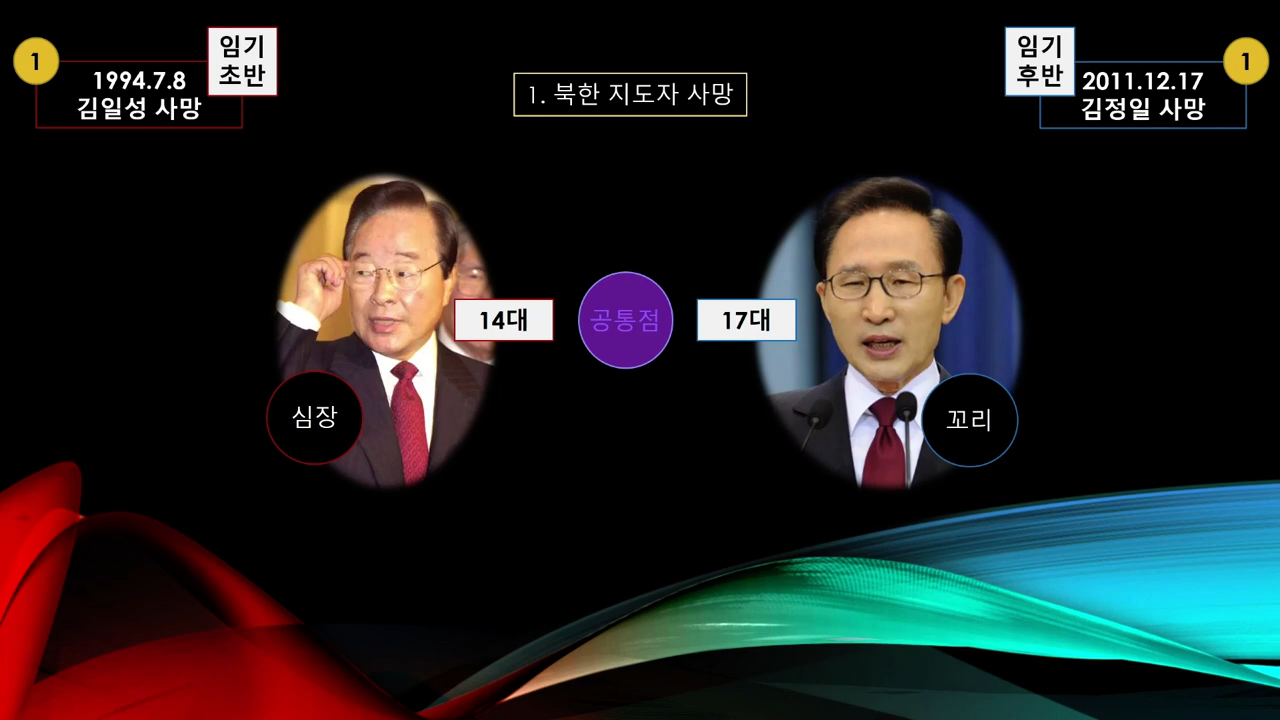 1
1994.7.8
김일성 사망
임기
초반
1. 북한 지도자 사망
임기
후반
2011.12.17
김정일 사망
1
14대
공통점
17대
심장
꼬리